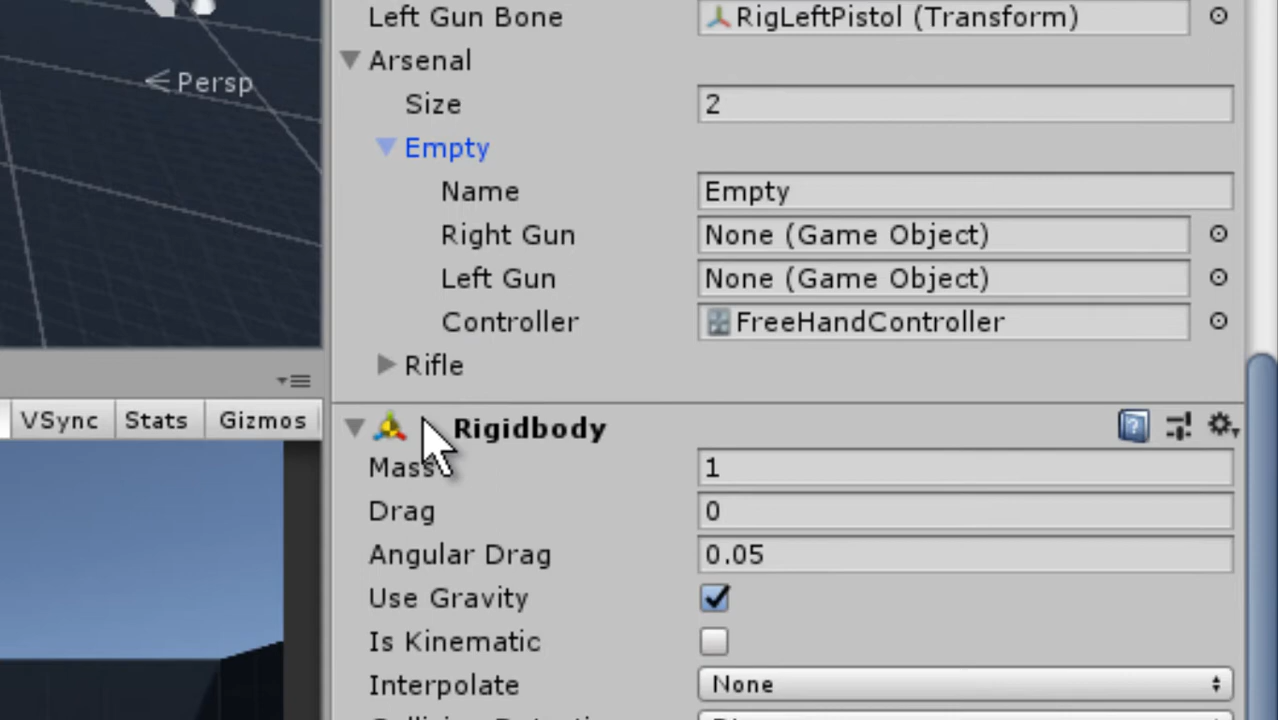 Left Gun Bone RigLeftPistol (Transform)
Arsenal
Persp
Size 2
Empty
Name Empty
Right Gun None (Game Object)
Left Gun None (Game Object)
Controller FreeHandController
Rifle
VSync Stats Gizmos
Rigidbody
Mass 1
Drag 0
Angular Drag 0.05
Use Gravity
Is Kinematic
Interpolate None